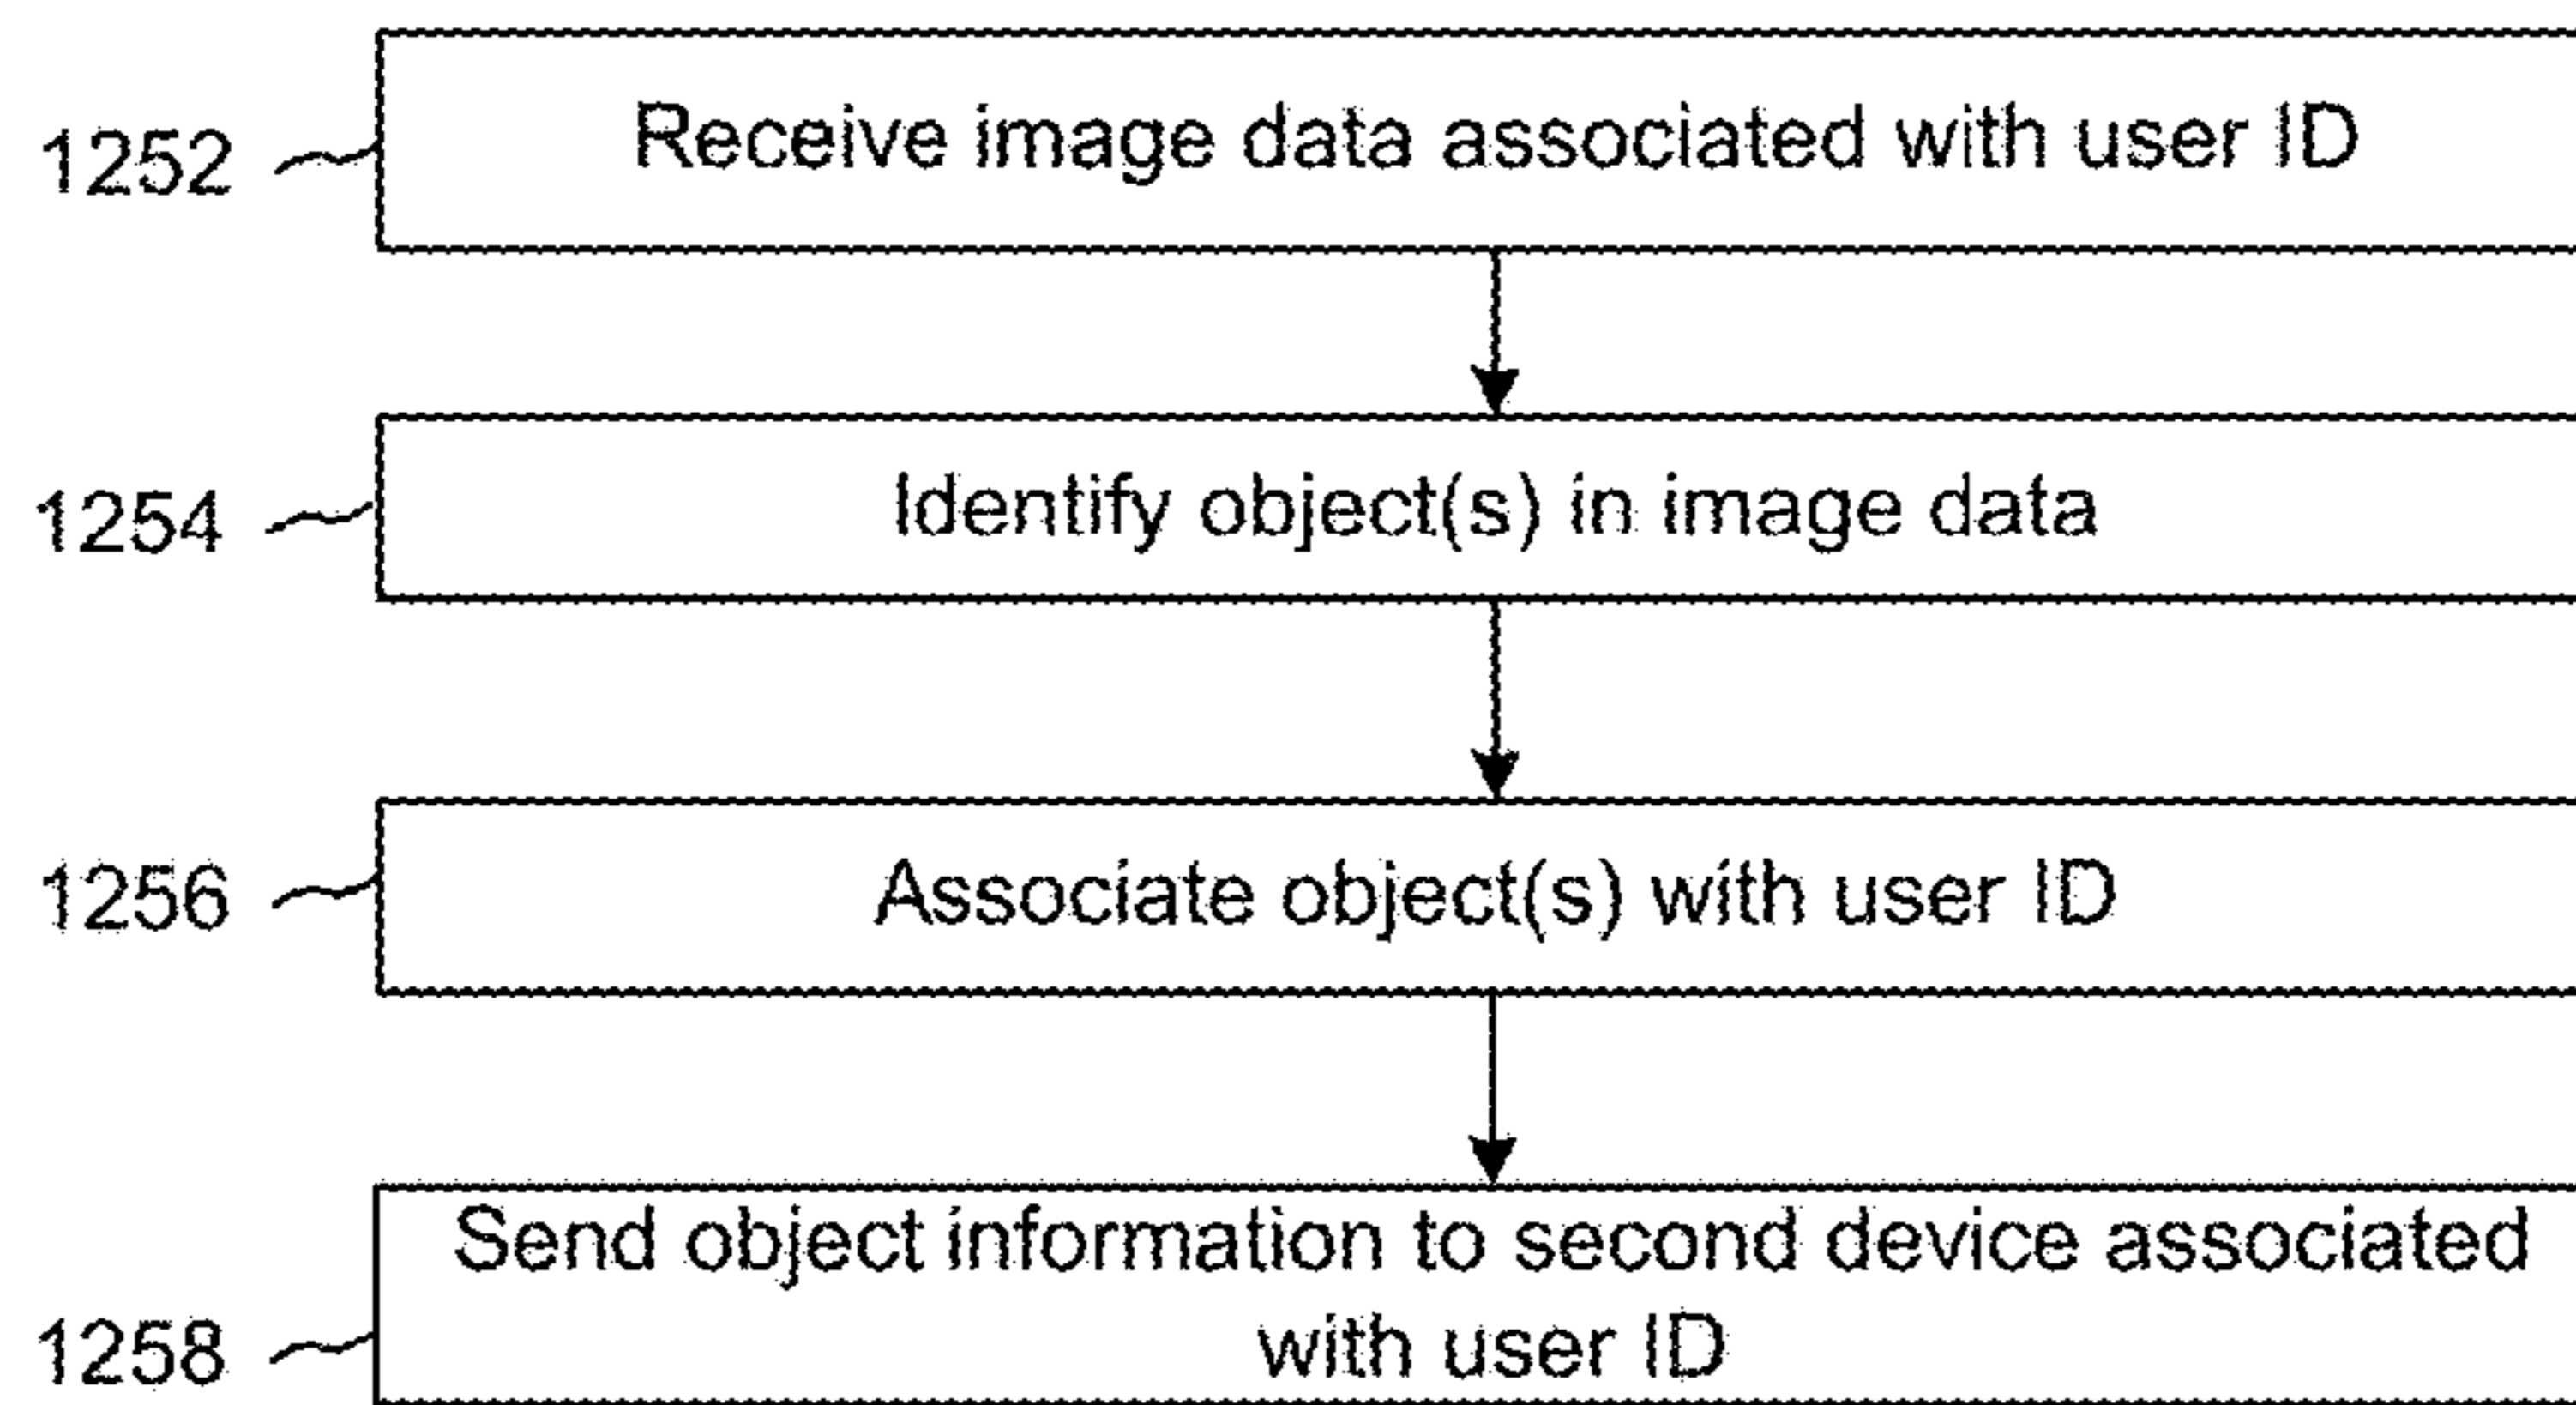 1252 Receive image data associated with user ID
1254 Identify object(s) in image data
1256 Associate object(s) with user ID
Send object information to second device associated
1258 with user ID